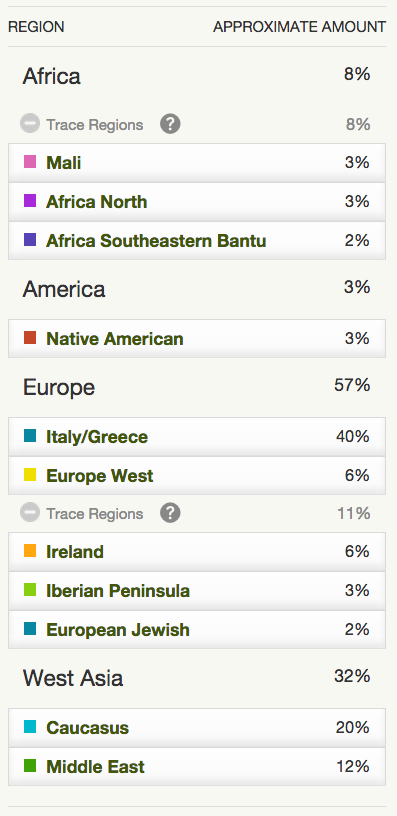 REGION APPROXIMATE AMOUNT
Africa 8%
Trace Regions ? 8%
Mali 3%
Africa North 3%
Africa Southeastern Bantu 2%
America 3%
Native American 3%
Europe 57%
Italy/Greece 40%
Europe West 6%
Trace Regions ? 11%
Ireland 6%
Iberian Peninsula 3%
European Jewish 2%
West Asia 32%
Caucasus 20%
Middle East 12%